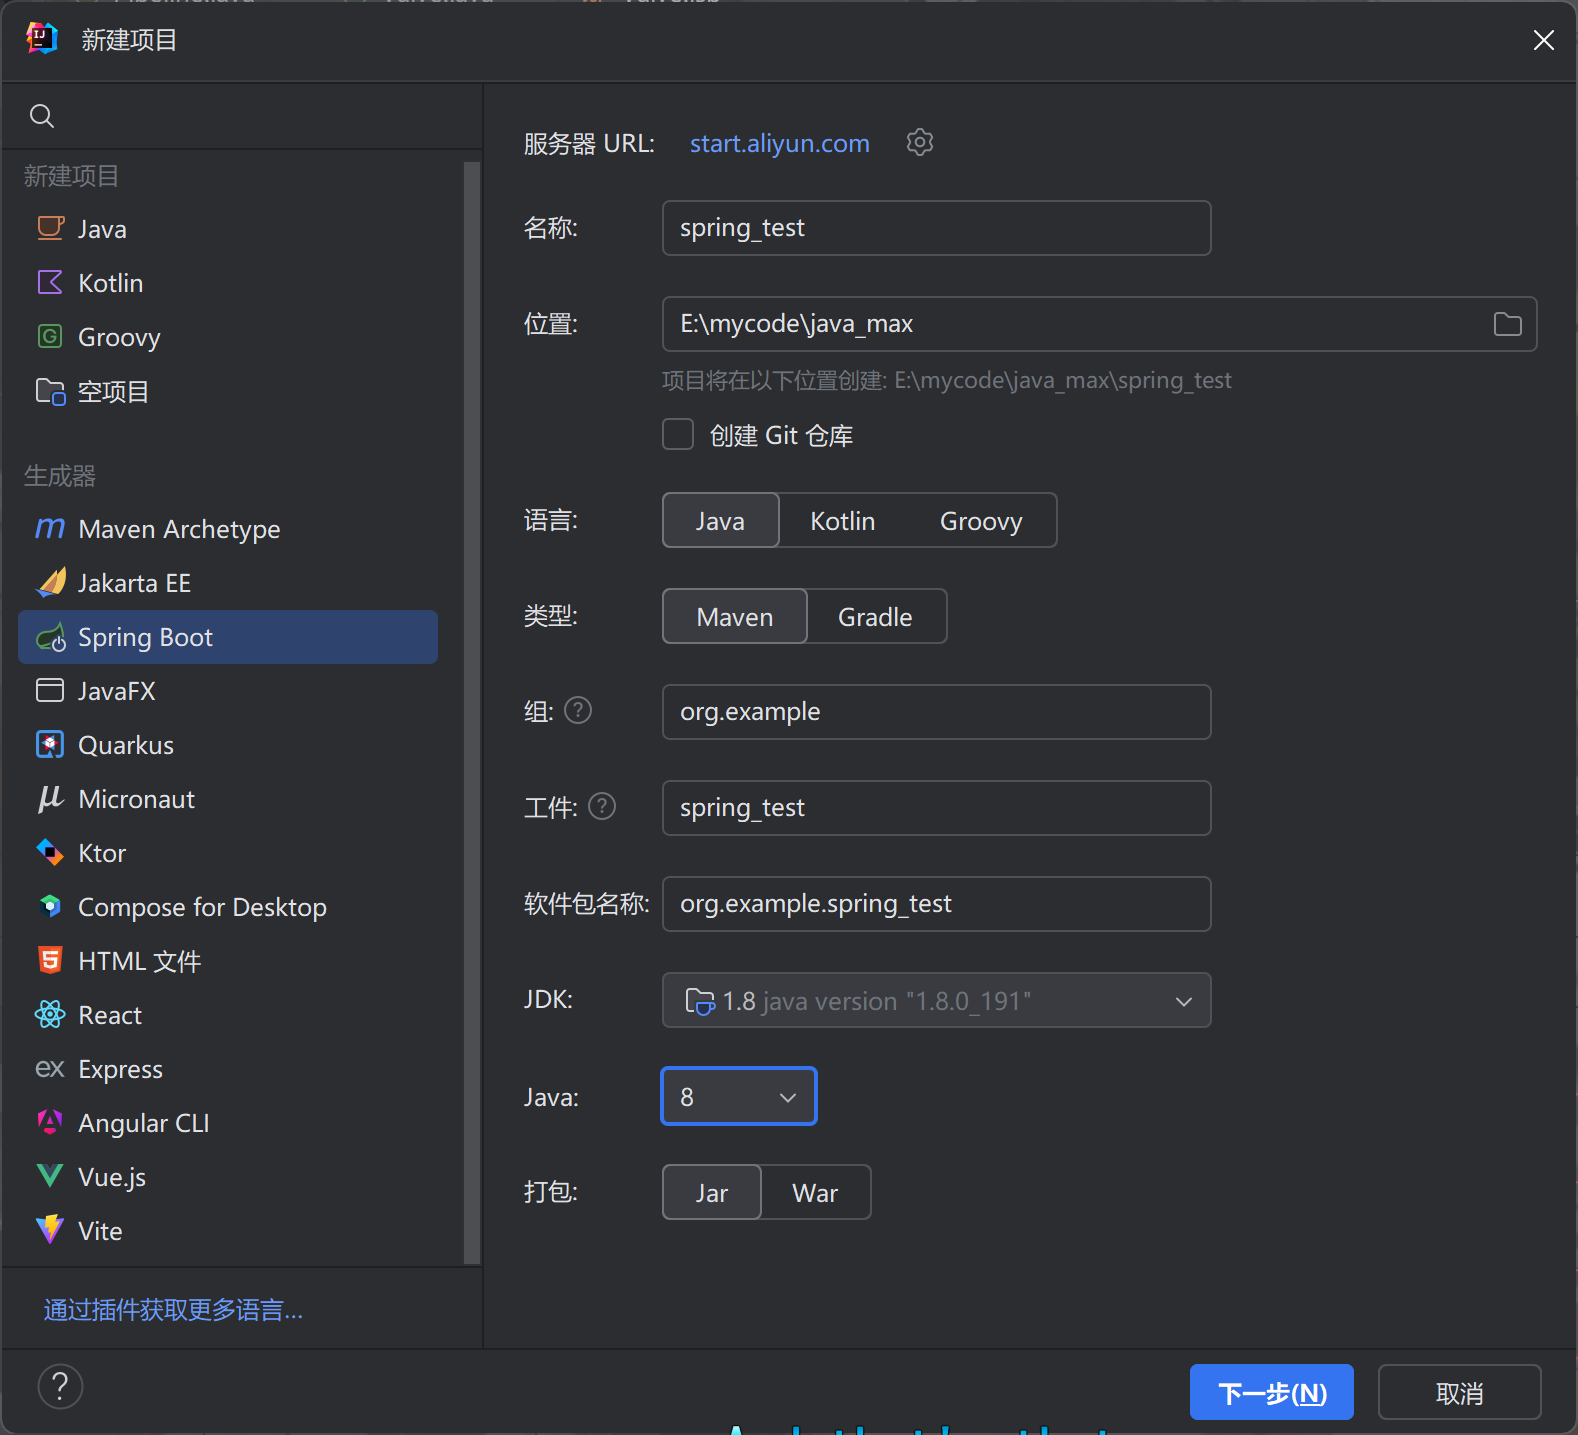 新建项目
新建项目
Java
Kotlin
Groovy
空项目
生成器
Maven Archetype
Jakarta EE
Spring Boot
JavaFX
Quarkus
Micronaut
Ktor
Compose for Desktop
HTML 文件
React
Express
Angular CLI
Vue.js
Vite
通过插件获取更多语言...
服务器 URL: start.aliyun.com
名称: spring_test
位置: E:\mycode\java_max
项目将在以下位置创建: E:\mycode\java_max\spring_test
创建 Git 仓库
语言: Java Kotlin Groovy
类型: Maven Gradle
组: ? org.example
工件: ? spring_test
软件包名称: org.example.spring_test
JDK: 1.8 java version "1.8.0_191"
Java: 8
打包: Jar War
? 下一步(N) 取消